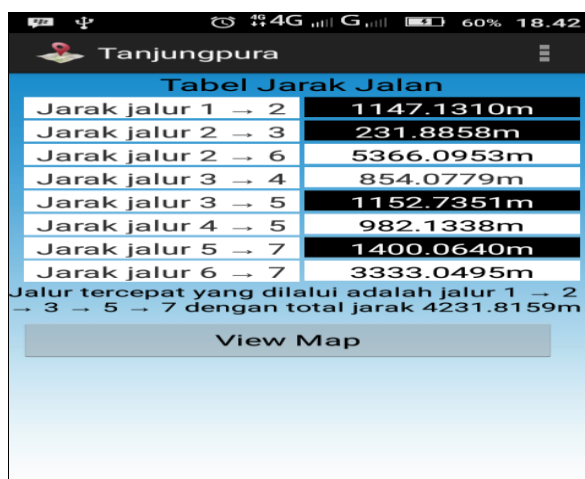 4G 4G G 60% 18.42
Tanjungpura
Tabel Jarak Jalan
Jarak jalur 1 → 2 1147.1310m
Jarak jalur 2 → 3 231.8858m
Jarak jalur 2 → 6 5366.0953m
Jarak jalur 3 → 4 854.0779m
Jarak jalur 3 → 5 1152.7351m
Jarak jalur 4 → 5 982.1338m
Jarak jalur 5 → 7 1400.0640m
Jarak jalur 6 → 7 3333.0495m
Jalur tercepat yang dilalui adalah jalur 1 → 2
→ 3 → 5 → 7 dengan total jarak 4231.8159m
View Map